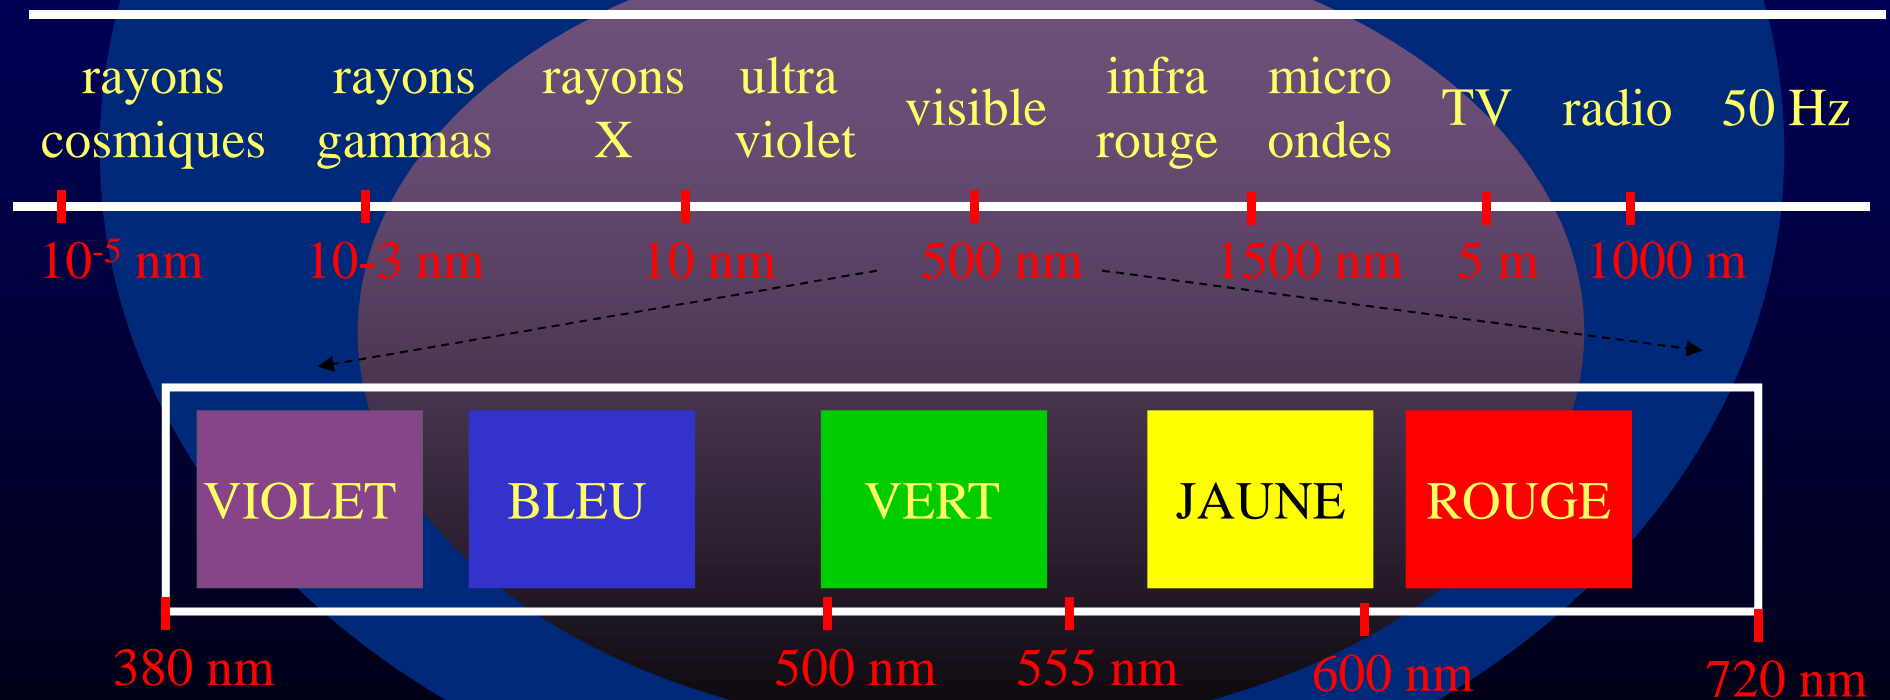 rayons cosmiques
rayons gammas
rayons X
ultra violet
visible
infra rouge
micro ondes
TV
radio
50 Hz
10-5 nm
10-3 nm
10 nm
500 nm
1500 nm
5 m
1000 m
VIOLET
BLEU
VERT
JAUNE
ROUGE
380 nm
500 nm
555 nm
600 nm
720 nm